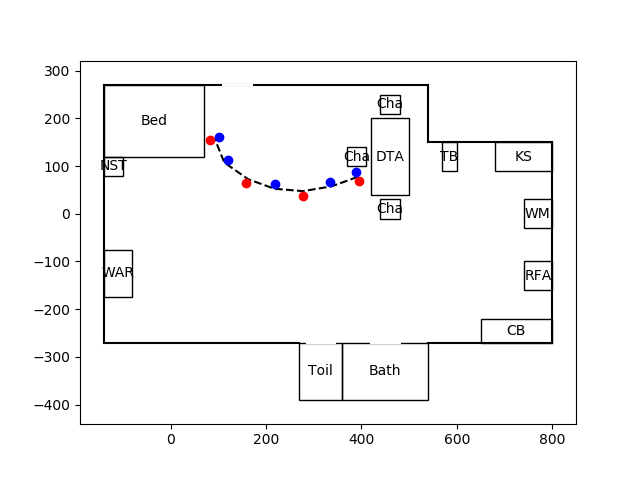 300
200
100
0
−100
−200
−300
−400
0
200
400
600
800
Bed
NST
WAR
Cha
Cha
DTA
Cha
TB
KS
WM
RFA
CB
Toil
Bath